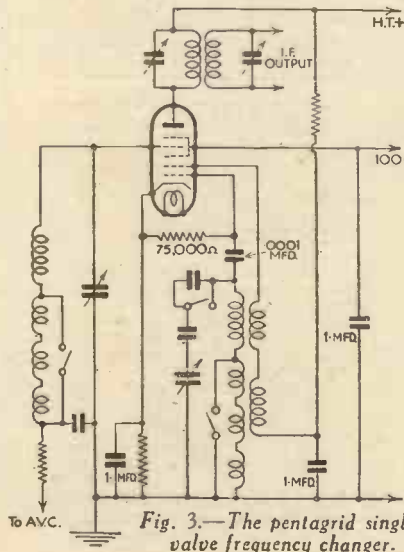 H.T.+
I.F.
OUTPUT
100
75,000Ω
.0001
MFD.
1·MFD.
1·MFD.
1·MFD.
To A.V.C.
Fig. 3.—The pentagrid singl
valve frequency changer.